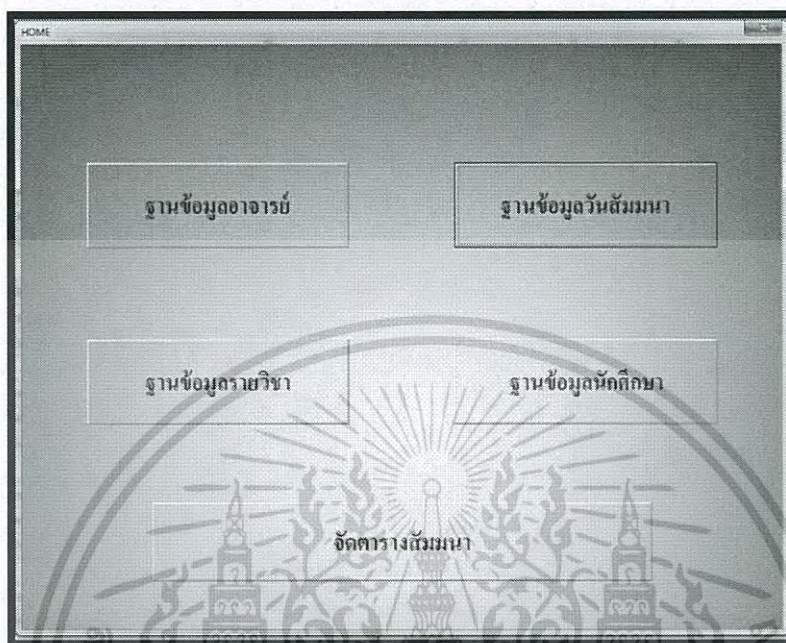 HOME
ฐานข้อมูลอาจารย์
ฐานข้อมูลวันสัมมนา
ฐานข้อมูลรายวิชา
ฐานข้อมูลนักศึกษา
จัดตารางสัมมนา